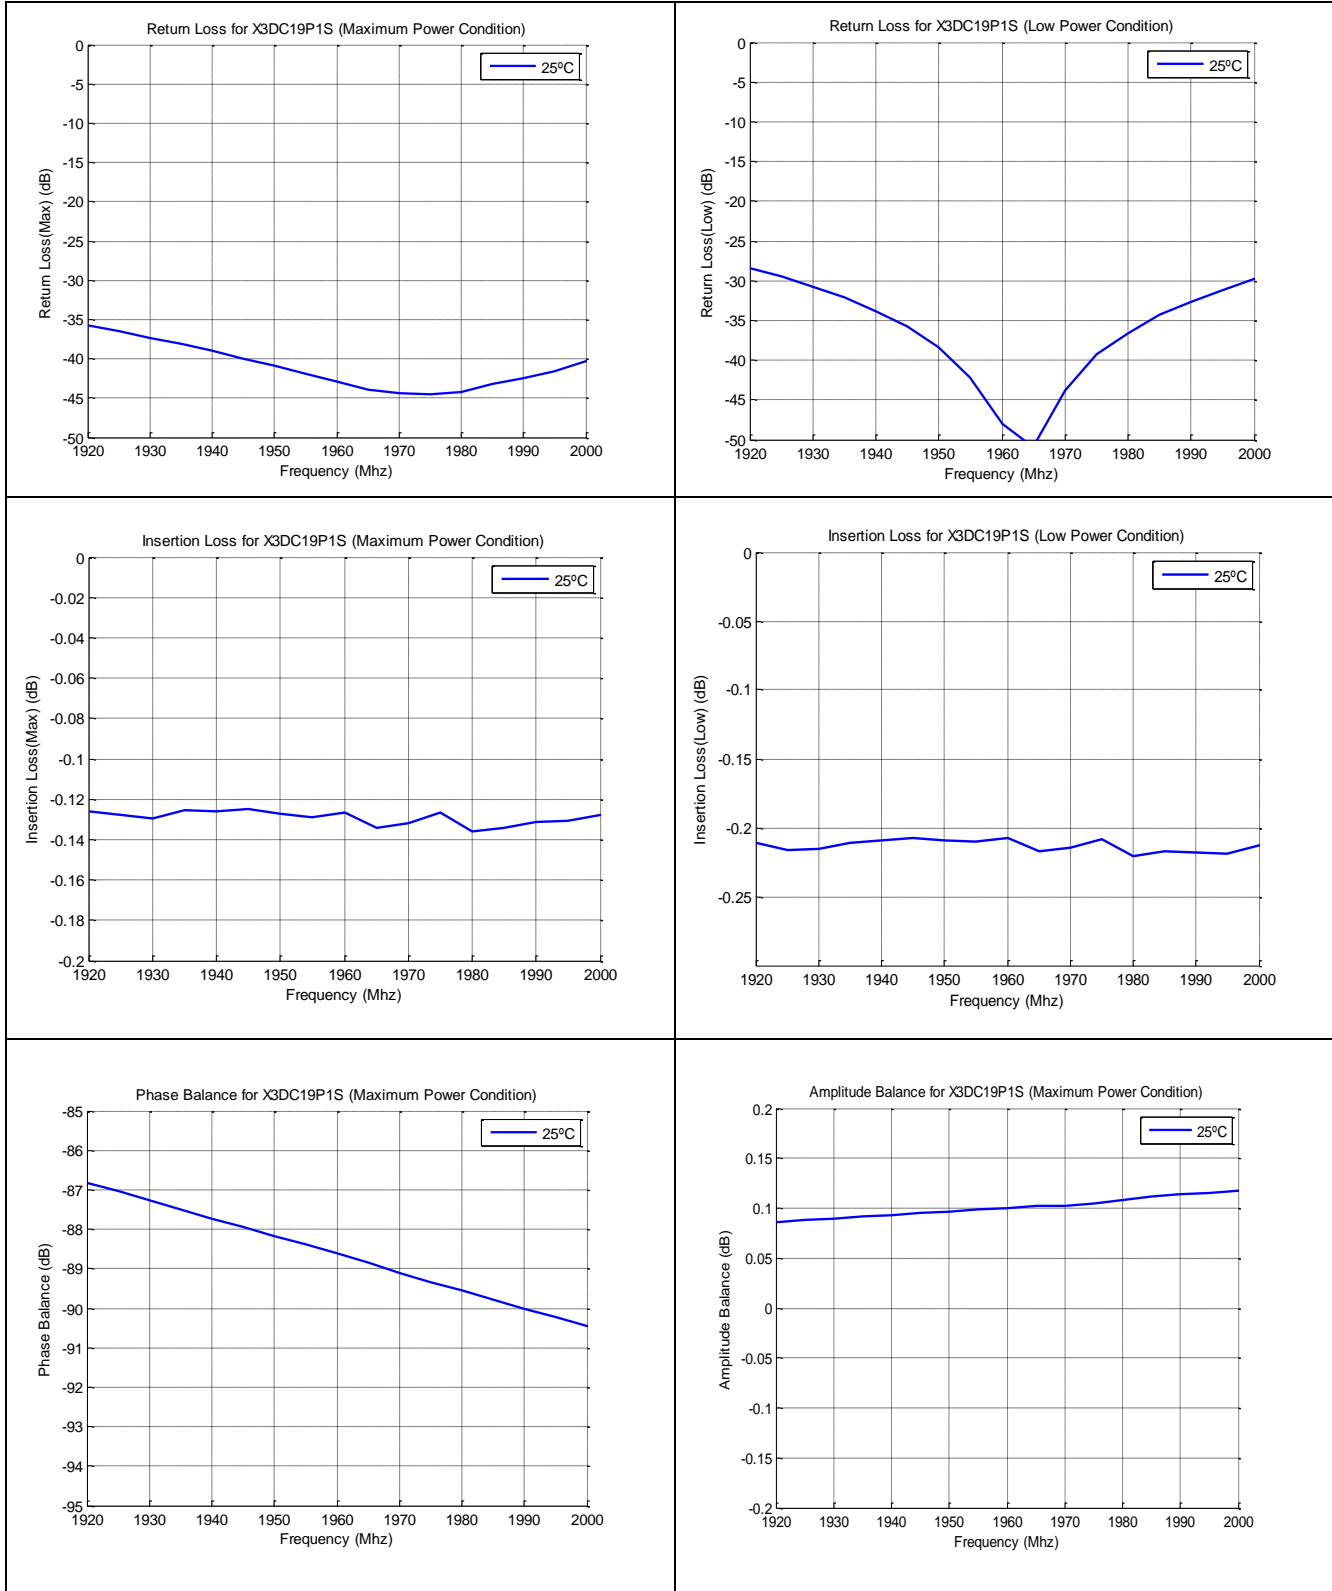 Return Loss for X3DC19P1S (Maximum Power Condition)
25ºC
0
-5
-10
-15
-20
-25
-30
-35
-40
-45
-50
Return Loss(Max) (dB)
1920 1930 1940 1950 1960 1970 1980 1990 2000
Frequency (Mhz)
Return Loss for X3DC19P1S (Low Power Condition)
25ºC
0
-5
-10
-15
-20
-25
-30
-35
-40
-45
-50
Return Loss(Low) (dB)
1920 1930 1940 1950 1960 1970 1980 1990 2000
Frequency (Mhz)
Insertion Loss for X3DC19P1S (Maximum Power Condition)
25ºC
0
-0.02
-0.04
-0.06
-0.08
-0.1
-0.12
-0.14
-0.16
-0.18
-0.2
Insertion Loss(Max) (dB)
1920 1930 1940 1950 1960 1970 1980 1990 2000
Frequency (Mhz)
Insertion Loss for X3DC19P1S (Low Power Condition)
25ºC
0
-0.05
-0.1
-0.15
-0.2
-0.25
Insertion Loss(Low) (dB)
1920 1930 1940 1950 1960 1970 1980 1990 2000
Frequency (Mhz)
Phase Balance for X3DC19P1S (Maximum Power Condition)
25ºC
-85
-86
-87
-88
-89
-90
-91
-92
-93
-94
-95
Phase Balance (dB)
1920 1930 1940 1950 1960 1970 1980 1990 2000
Frequency (Mhz)
Amplitude Balance for X3DC19P1S (Maximum Power Condition)
25ºC
0.2
0.15
0.1
0.05
0
-0.05
-0.1
-0.15
-0.2
Amplitude Balance (dB)
1920 1930 1940 1950 1960 1970 1980 1990 2000
Frequency (Mhz)